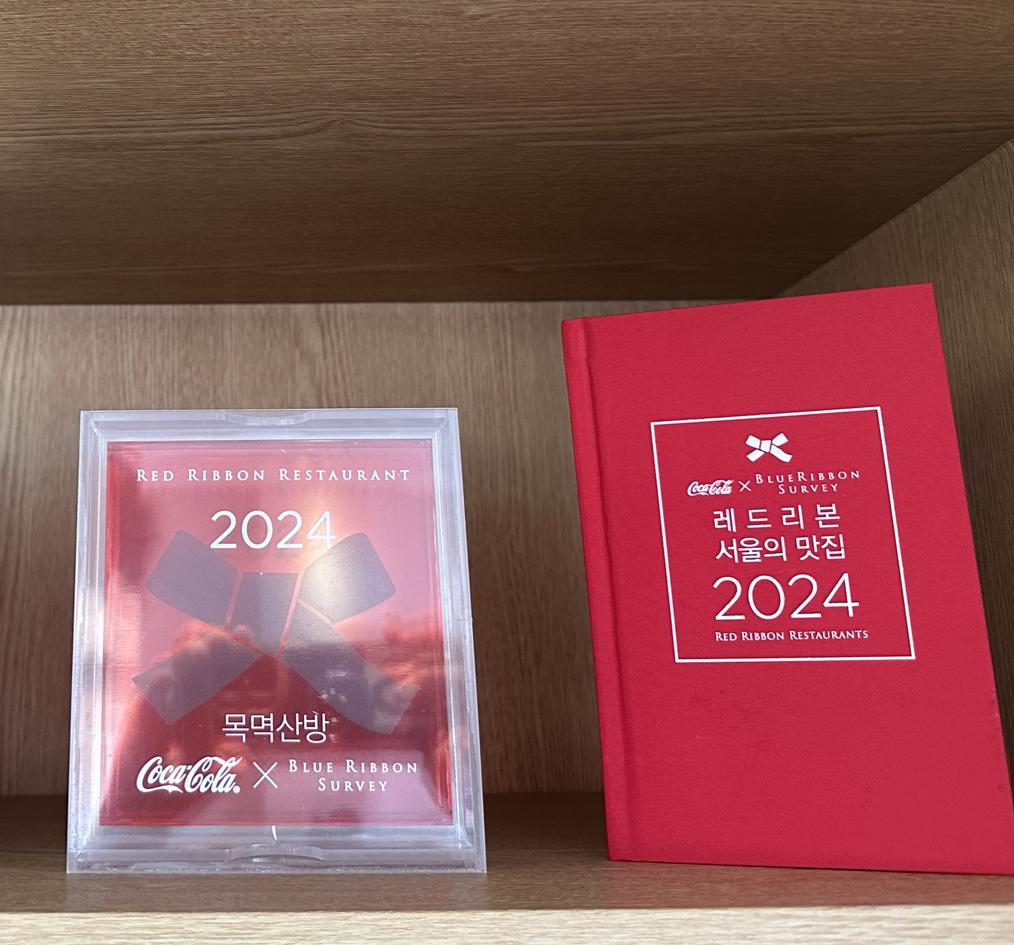 RED RIBBON RESTAURANT
2024
목멱산방
Coca-Cola X BLUE RIBBON
SURVEY
Coca-Cola X BLUERIBBON
SURVEY
레드리본
서울의 맛집
2024
RED RIBBON RESTAURANTS